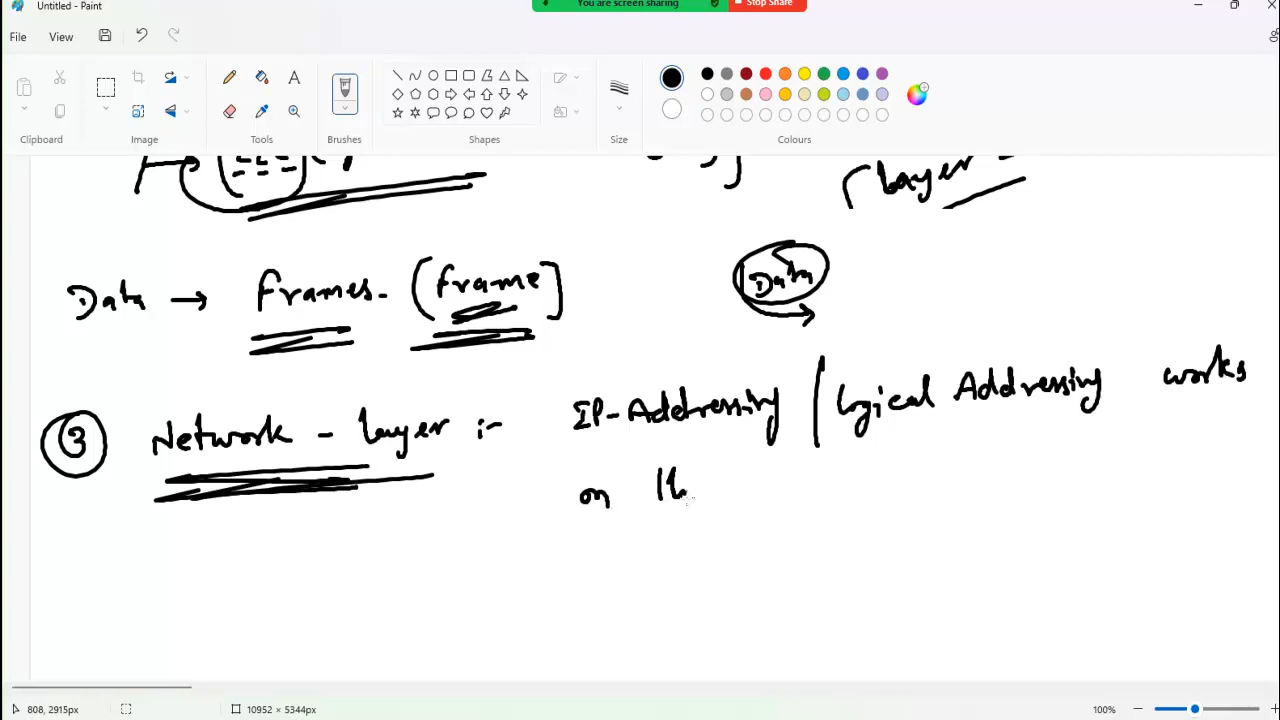 Untitled - Paint
You are screen sharing
Stop Share
File View
Clipboard Image Tools Brushes Shapes Size Colours
layer
Data → Frames - (frame]
Data
③ Network - layer :- IP-Addressing / logical Addressing works
on
808, 2915px 10952 × 5344px 100%